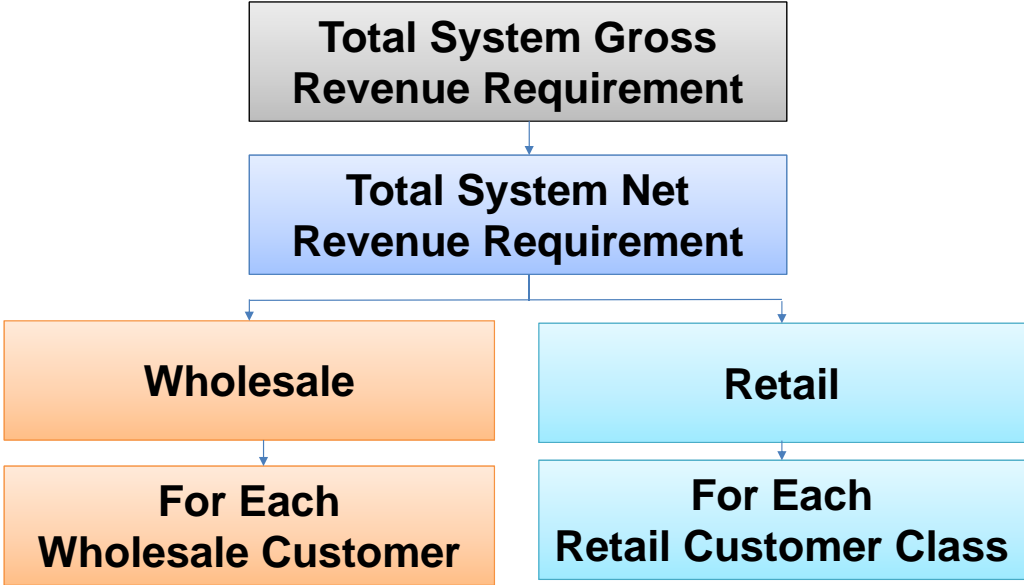 Total System Gross
Revenue Requirement
Total System Net
Revenue Requirement
Wholesale
Retail
For Each
Wholesale Customer
For Each
Retail Customer Class